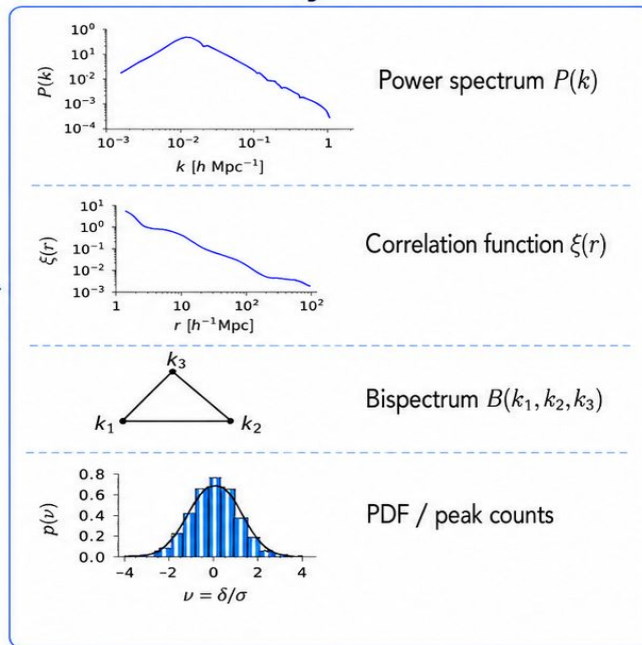 10⁰
10¹
10⁻²
10⁻³
10⁻⁴
P(k)
10⁻³
10⁻²
10⁻¹
1
k [h Mpc⁻¹]
Power spectrum P(k)
10¹
10⁰
10⁻¹
10⁻²
10⁻³
ξ(r)
1
10¹
10²
10²
r [h⁻¹Mpc]
Correlation function ξ(r)
k₃
k₁
k₂
Bispectrum B(k₁, k₂, k₃)
0.8
0.6
0.4
0.2
0.0
p(ν)
−4
−2
0
2
4
ν = δ/σ
PDF / peak counts